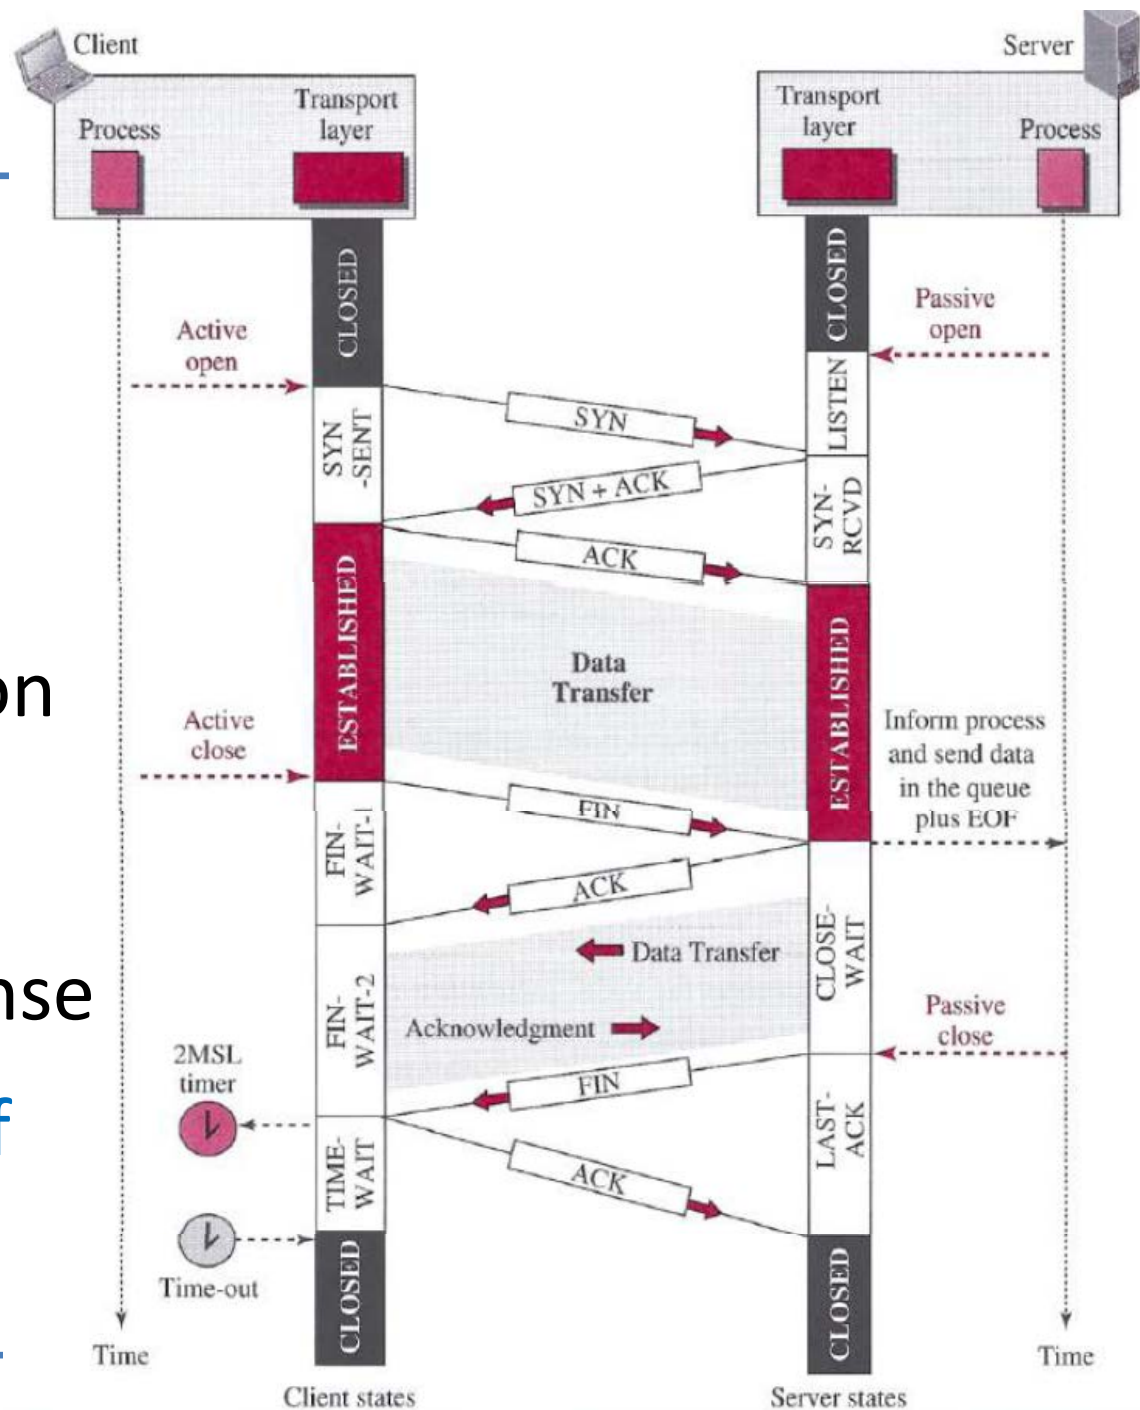 Client
Server
Process
Transport
layer
Transport
layer
Process
CLOSED
CLOSED
Passive
open
Active
open
LISTEN
SYN
SYN
-SENT
SYN + ACK
SYN-
RCVD
ACK
ESTABLISHED
Data
Transfer
ESTABLISHED
on
Active
close
Inform process
and send data
in the queue
plus EOF
FIN
FIN-
WAIT-1
ACK
CLOSE-
WAIT
Data Transfer
nse
FIN-
WAIT-2
Acknowledgment
Passive
close
2MSL
timer
FIN
f
LAST-
ACK
TIME-
WAIT
ACK
Time-out
CLOSED
CLOSED
Time
Time
Client states
Server states